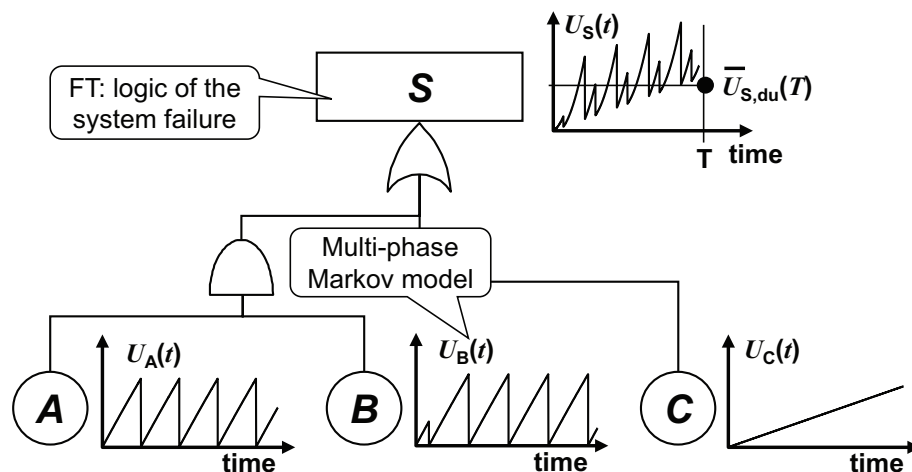 U_S(t)
FT: logic of the
system failure
S
U̅_S,du(T)
T
time
Multi-phase
Markov model
U_A(t)
U_B(t)
U_C(t)
A
B
C
time
time
time